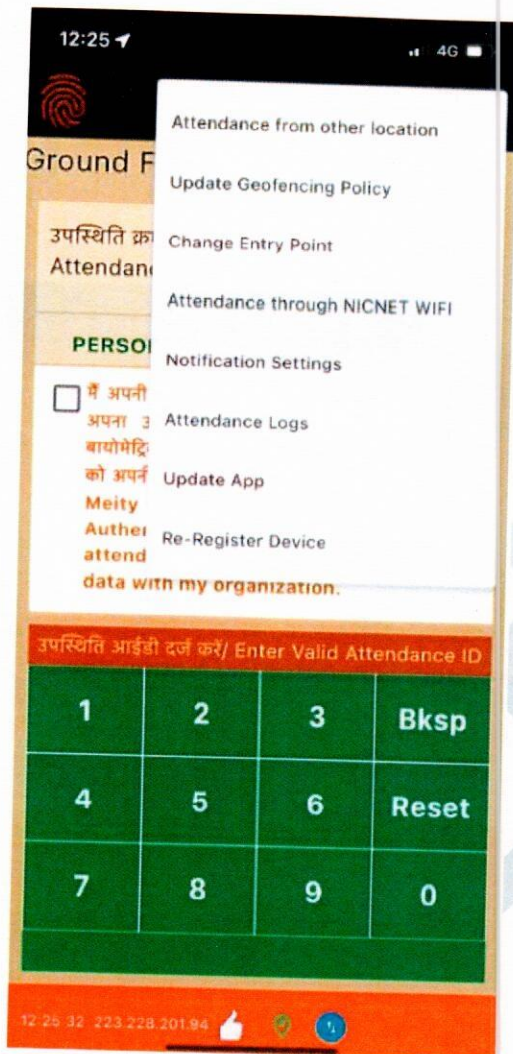 12:25
4G
Attendance from other location
Ground F
Update Geofencing Policy
उपस्थिति क्र
Change Entry Point
Attendan
Attendance through NICNET WIFI
PERSO
Notification Settings
मैं अपनी
अपना उ
Attendance Logs
बायोमेट्रि
को अपनी
Update App
Meity
Authe
Re-Register Device
attend
data with my organization.
उपस्थिति आईडी दर्ज करें/ Enter Valid Attendance ID
1 2 3 Bksp
4 5 6 Reset
7 8 9 0
12:25:32 223.228.201.94